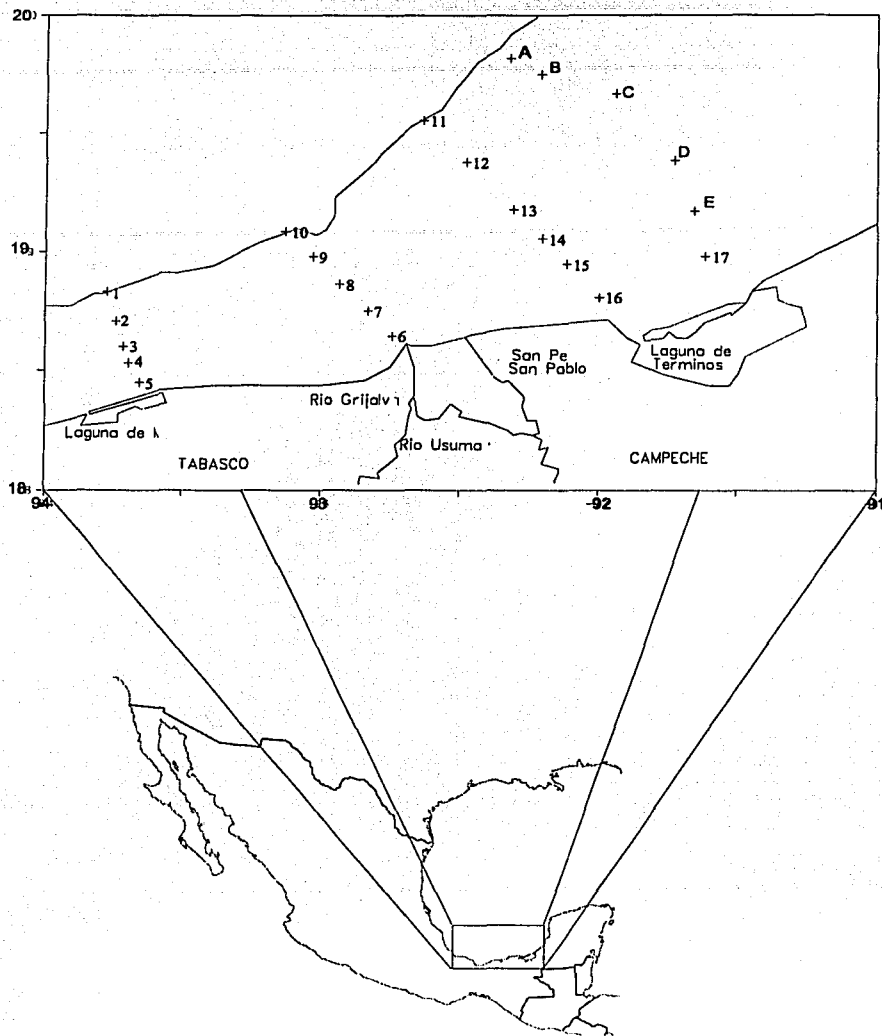 20
A
B
C
11
D
12
13
E
10
14
19
9
17
15
8
1
16
7
2
6
3
San Pe
San Pablo
Laguna de
Terminos
4
5
Rio Grijalv
Laguna de
Rio Usuma
TABASCO
CAMPECHE
18
94
93
92
91